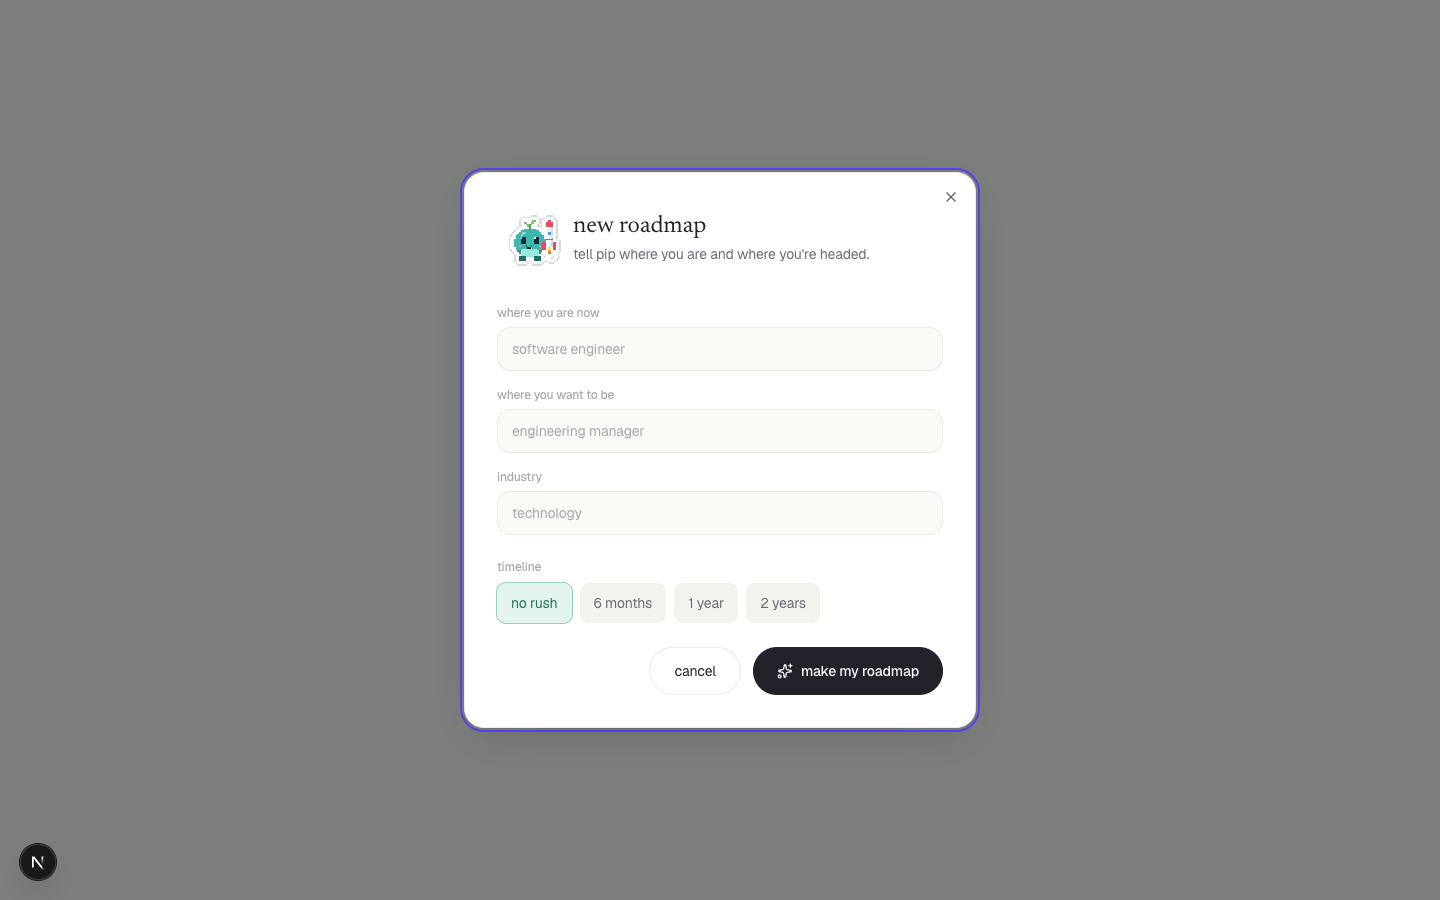 new roadmap
tell pip where you are and where you're headed.
where you are now
software engineer
where you want to be
engineering manager
industry
technology
timeline
no rush
6 months
1 year
2 years
cancel
make my roadmap
N